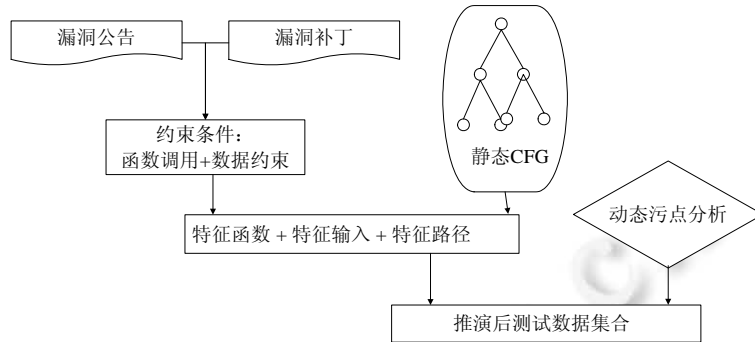 漏洞公告
漏洞补丁
约束条件:
函数调用+数据约束
静态CFG
动态污点分析
特征函数 + 特征输入 + 特征路径
推演后测试数据集合